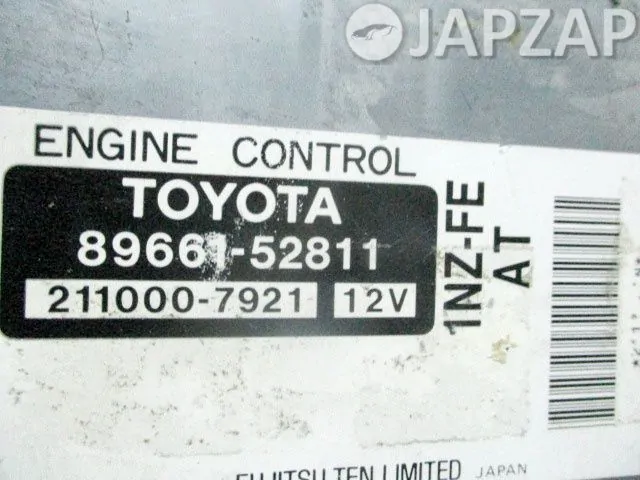 JAPZAP
ENGINE CONTROL
TOYOTA
89661-52811
211000-7921 12V
1NZ-FE
AT
FUJITSU TEN LIMITED JAPAN